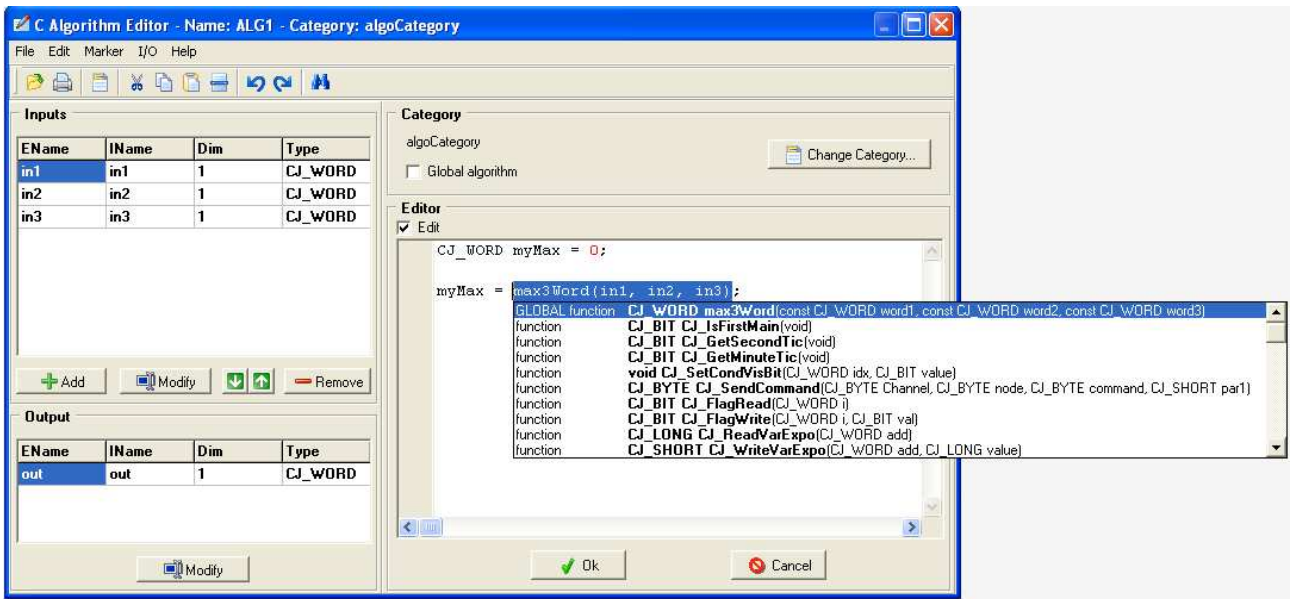 C Algorithm Editor - Name: ALG1 - Category: algoCategory
File Edit Marker I/O Help
Inputs
EName IName Dim Type
in1 in1 1 CJ_WORD
in2 in2 1 CJ_WORD
in3 in3 1 CJ_WORD
Add Modify Remove
Output
EName IName Dim Type
out out 1 CJ_WORD
Modify
Category
algoCategory
Change Category...
Global algorithm
Editor
Edit
CJ_WORD myMax = 0;
myMax = max3Word(in1, in2, in3);
GLOBAL function CJ_WORD max3Word(const CJ_WORD word1, const CJ_WORD word2, const CJ_WORD word3)
function CJ_BIT CJ_IsFirstMain(void)
function CJ_BIT CJ_GetSecondTic(void)
function CJ_BIT CJ_GetMinuteTic(void)
function void CJ_SetCondVisBit(CJ_WORD idx, CJ_BIT value)
function CJ_BYTE CJ_SendCommand(CJ_BYTE Channel, CJ_BYTE node, CJ_BYTE command, CJ_SHORT par1)
function CJ_BIT CJ_FlagRead(CJ_WORD i)
function CJ_BIT CJ_FlagWrite(CJ_WORD i, CJ_BIT val)
function CJ_LONG CJ_ReadVarExpo(CJ_WORD add)
function CJ_SHORT CJ_WriteVarExpo(CJ_WORD add, CJ_LONG value)
Ok Cancel